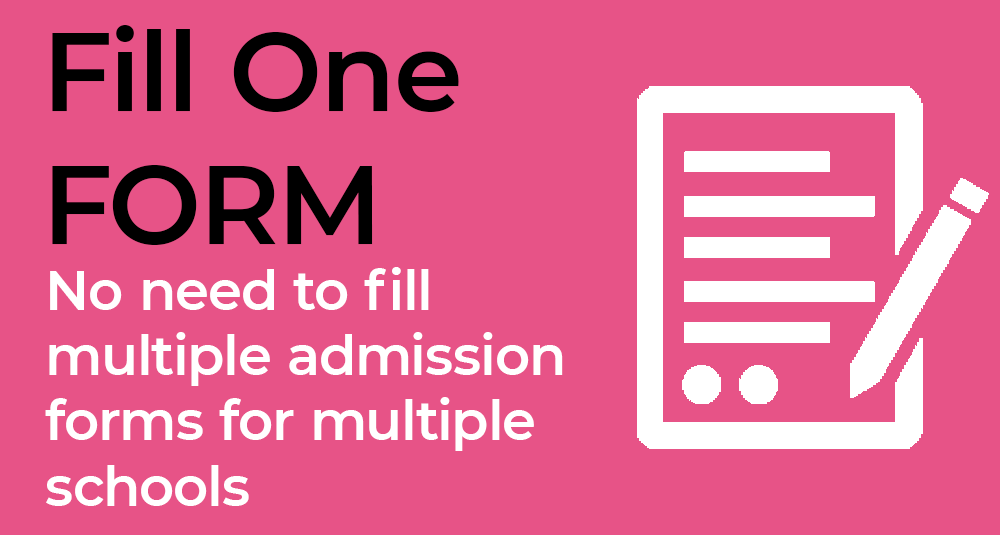 Fill One
FORM
No need to fill
multiple admission
forms for multiple
schools